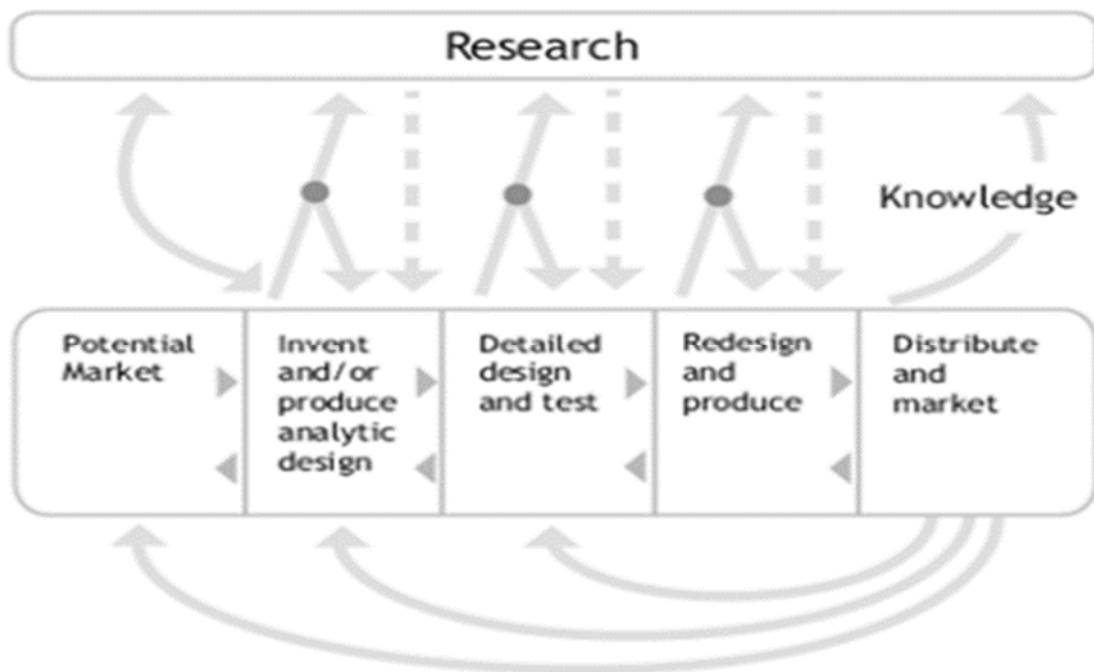 Research
Knowledge
Potential
Market
Invent
and/or
produce
analytic
design
Detailed
design
and test
Redesign
and
produce
Distribute
and
market